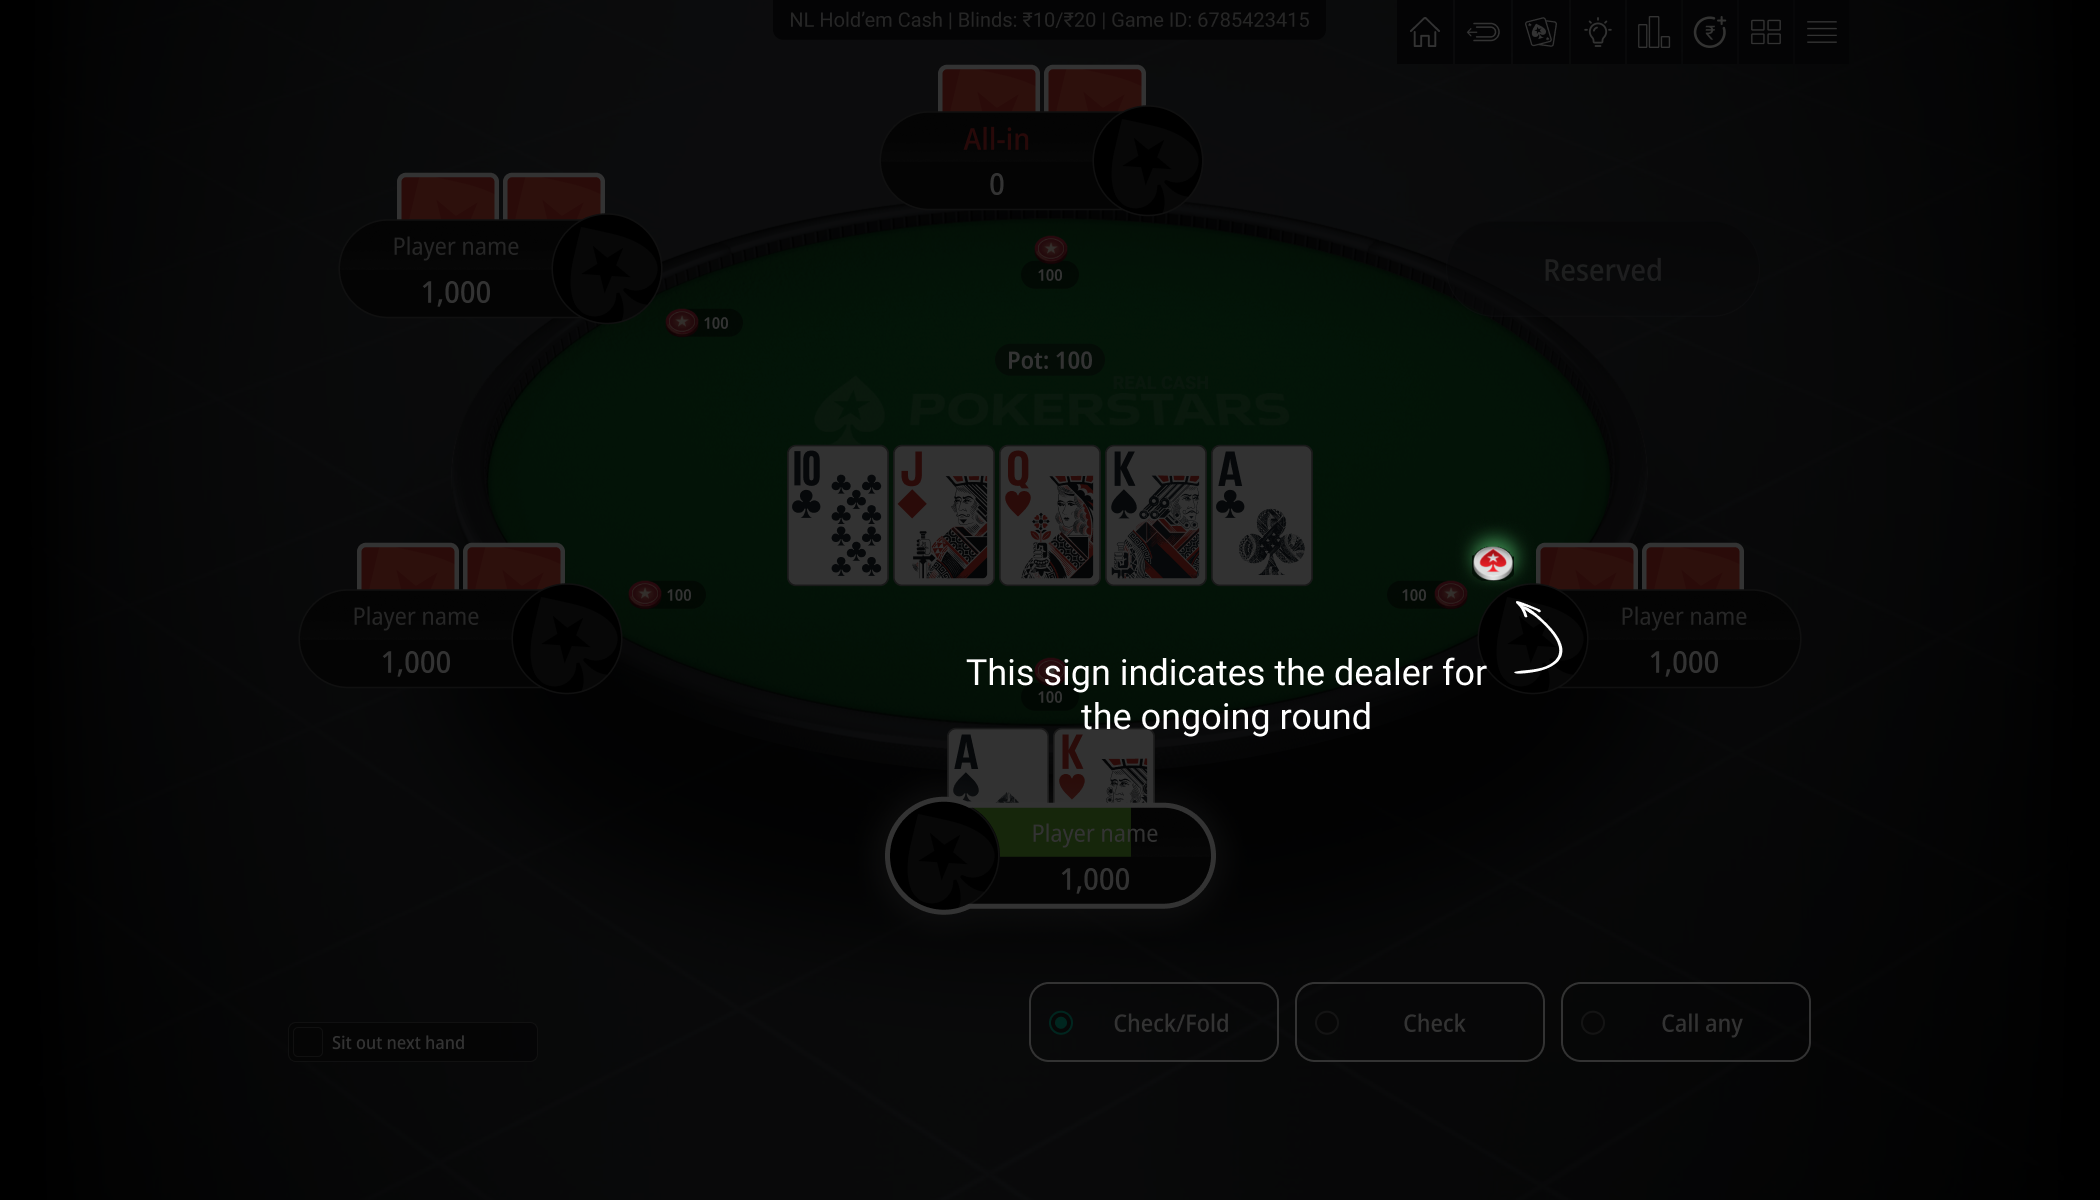 NL Hold'em Cash | Blinds: ₹10/₹20 | Game ID: 6785423415
All-in
0
Player name
1,000
Reserved
100
100
Pot: 100
REAL CASH
POKERSTARS
10
J
Q
K
A
Player name
1,000
100
100
Player name
1,000
This sign indicates the dealer for
the ongoing round
100
A
K
Player name
1,000
Check/Fold
Check
Call any
Sit out next hand